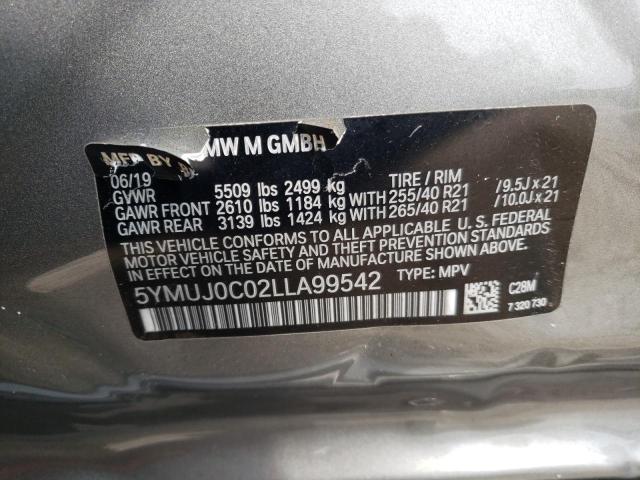 MFD BY MW M GMBH
06/19
GVWR 5509 lbs 2499 kg TIRE / RIM
GAWR FRONT 2610 lbs 1184 kg WITH 255/40 R21 /9.5J x 21
GAWR REAR 3139 lbs 1424 kg WITH 265/40 R21 /10.0J x 21
THIS VEHICLE CONFORMS TO ALL APPLICABLE U. S. FEDERAL
MOTOR VEHICLE SAFETY, BUMPER, AND THEFT PREVENTION
STANDARDS IN EFFECT ON THE DATE OF MANUFACTURE SHOWN ABOVE.
5YMUJ0C02LLA99542 TYPE: MPV
C28M
7 320 730